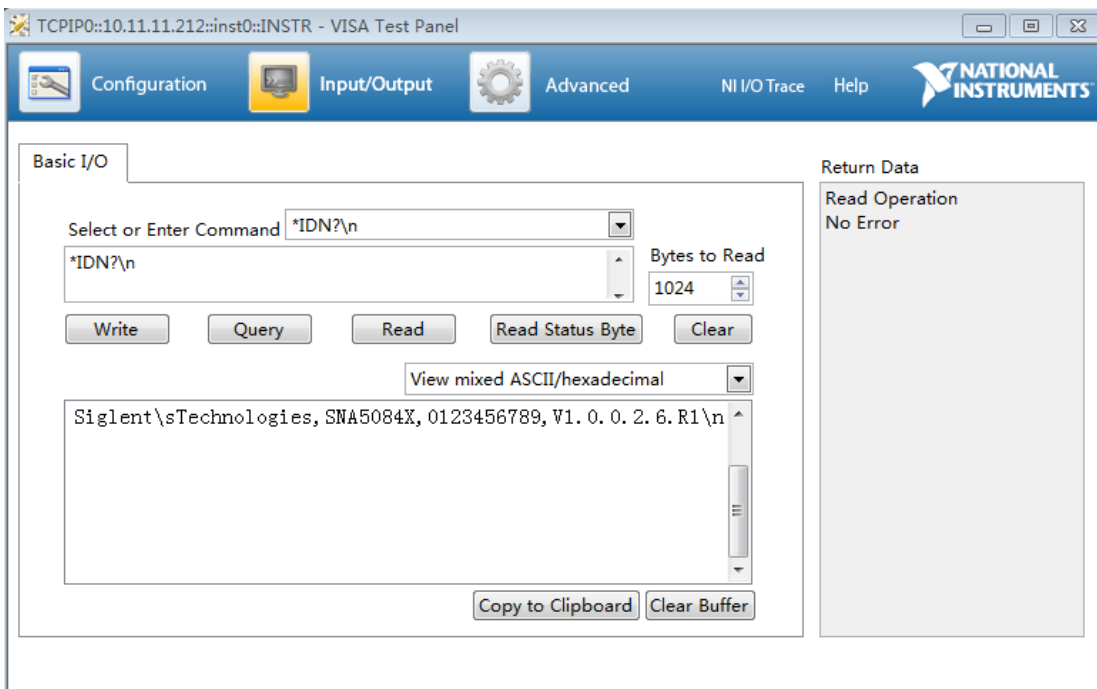 TCPIP0::10.11.11.212::inst0::INSTR - VISA Test Panel
Configuration
Input/Output
Advanced
NI I/O Trace
Help
NATIONAL
INSTRUMENTS
Basic I/O
Select or Enter Command
*IDN?\n
*IDN?\n
Bytes to Read
1024
Write
Query
Read
Read Status Byte
Clear
View mixed ASCII/hexadecimal
Siglent\sTechnologies,SNA5084X,0123456789,V1.0.0.2.6.R1\n
Copy to Clipboard
Clear Buffer
Return Data
Read Operation
No Error